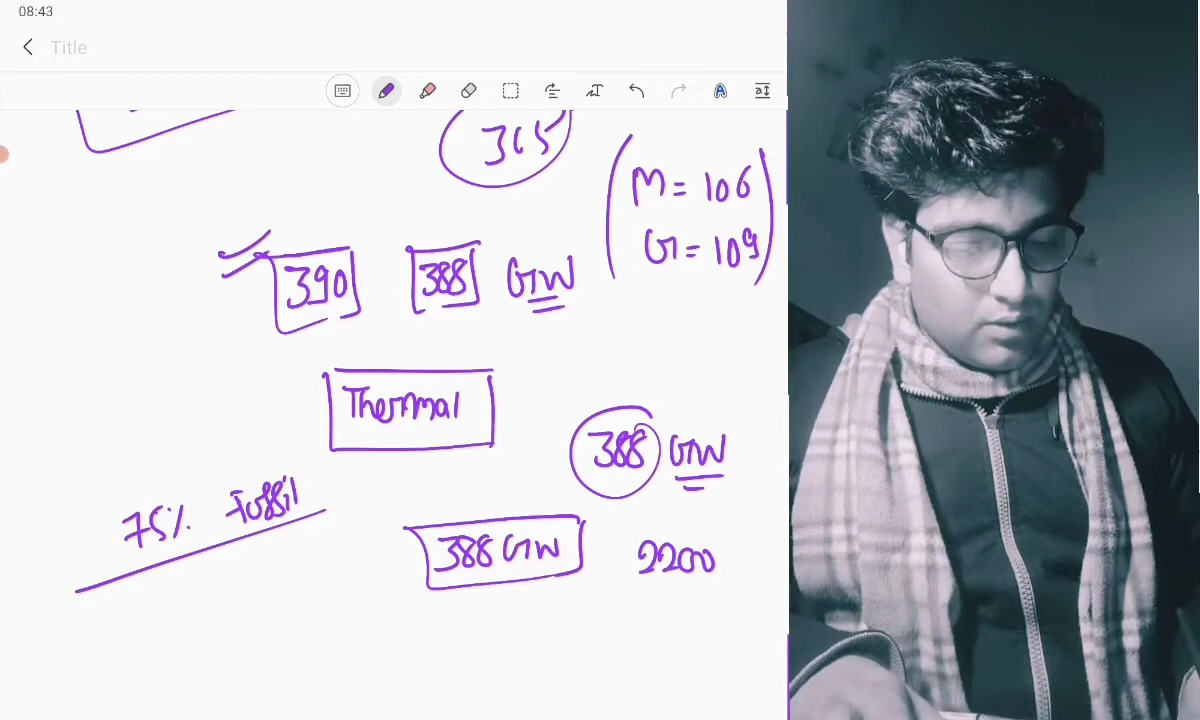 08:43
Title
365
M = 106
G = 109
390 388 GW
Thermal
388 GW
75% Fossil
388 GW 2200